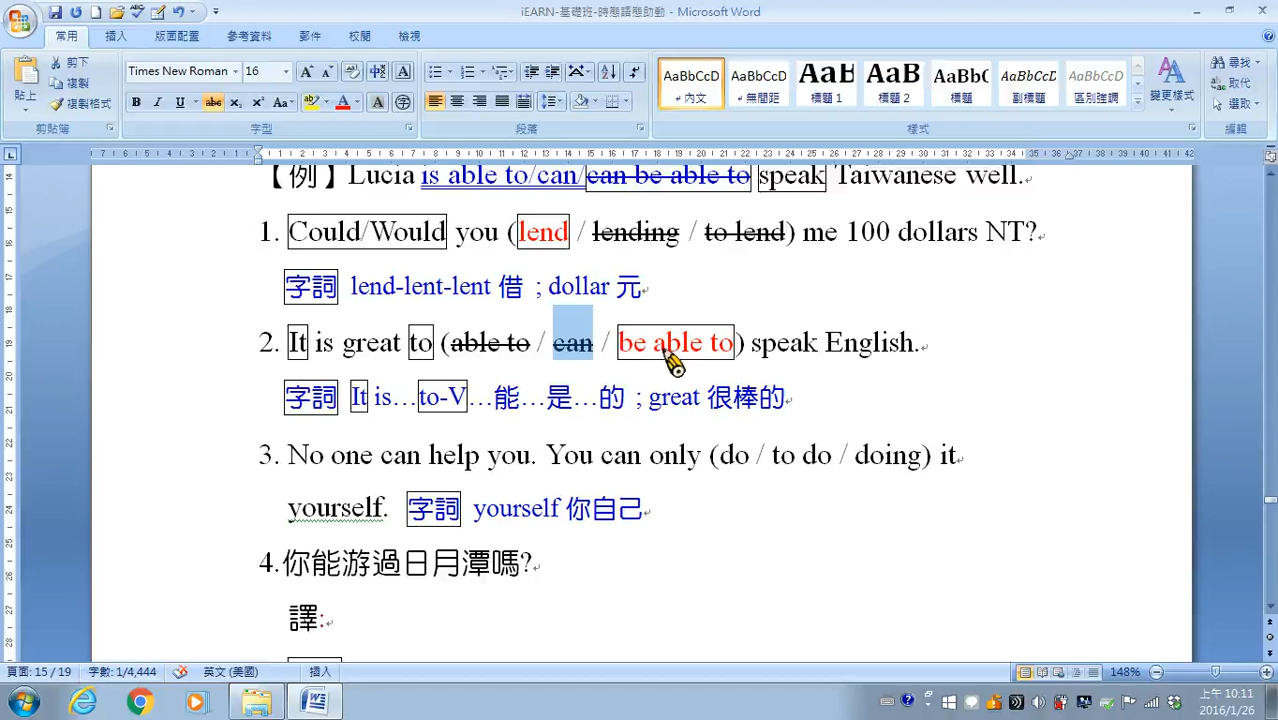 iEARN-基礎班-時態語態助動 - Microsoft Word
常用 插入 版面配置 參考資料 郵件 校閱 檢視
剪下
複製
複製格式
貼上
剪貼簿
Times New Roman 16
字型
段落
AaBbCcD AaBbCcD AaBb AaBb AaBbC AaBbCcD AaBbCcD
內文 無間距 標題 1 標題 2 標題 副標題 區別強調
變更樣式
樣式
尋找
取代
選取
編輯
【例】Lucia is able to/can/can be able to speak Taiwanese well.
1. Could/Would you (lend / lending / to lend) me 100 dollars NT?
字詞 lend-lent-lent 借 ; dollar 元
2. It is great to (able to / can / be able to) speak English.
字詞 It is…to-V…能…是…的 ; great 很棒的
3. No one can help you. You can only (do / to do / doing) it
yourself. 字詞 yourself 你自己
4.你能游過日月潭嗎?
譯:
頁面: 15 / 19 字數: 1/4,444 英文 (美國) 插入 148%
上午 10:11
2016/1/26